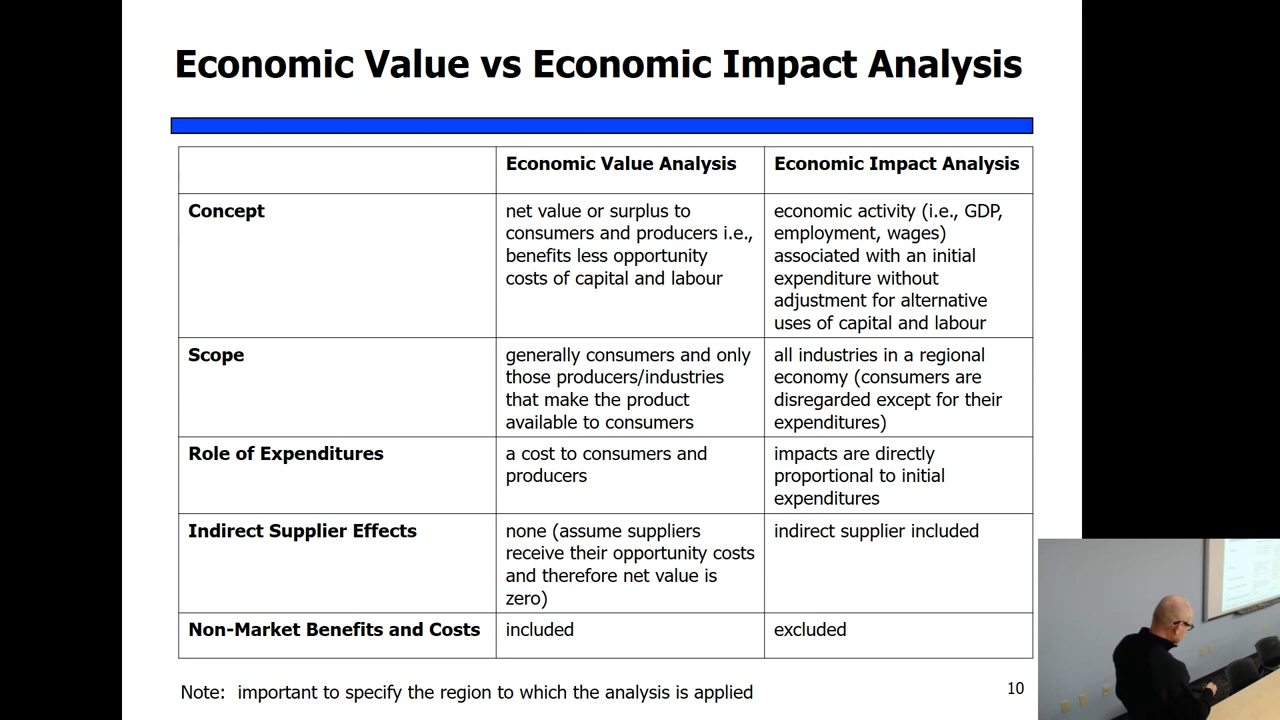 Economic Value vs Economic Impact Analysis
Economic Value Analysis
Economic Impact Analysis
Concept
net value or surplus to
consumers and producers i.e.,
benefits less opportunity
costs of capital and labour
economic activity (i.e., GDP,
employment, wages)
associated with an initial
expenditure without
adjustment for alternative
uses of capital and labour
Scope
generally consumers and only
those producers/industries
that make the product
available to consumers
all industries in a regional
economy (consumers are
disregarded except for their
expenditures)
Role of Expenditures
a cost to consumers and
producers
impacts are directly
proportional to initial
expenditures
Indirect Supplier Effects
none (assume suppliers
receive their opportunity costs
and therefore net value is
zero)
indirect supplier included
Non-Market Benefits and Costs
included
excluded
Note: important to specify the region to which the analysis is applied
10